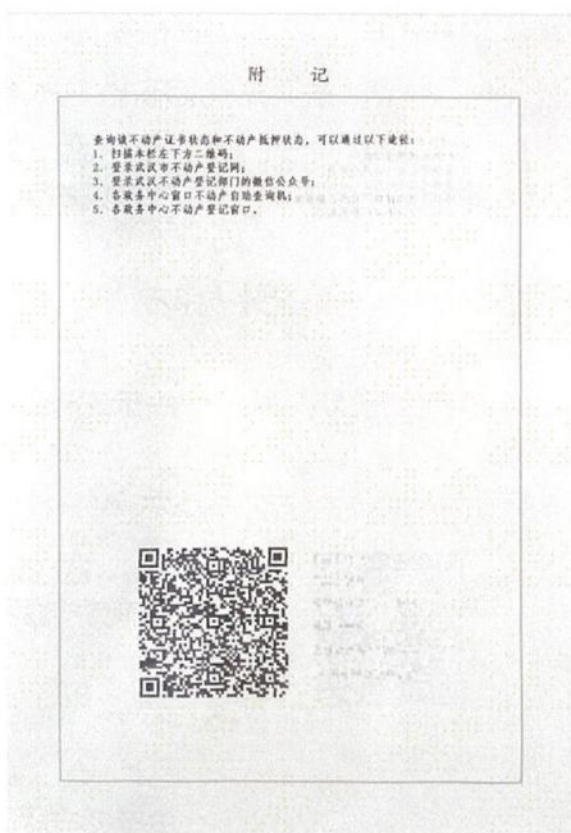 附 记
查询该不动产证书状态和不动产抵押状态，可以通过以下途径：
1、扫描本栏左下方二维码；
2、登录武汉市不动产登记网；
3、登录武汉不动产登记部门的微信公众号；
4、各政务中心窗口不动产自助查询机；
5、各政务中心不动产登记窗口。